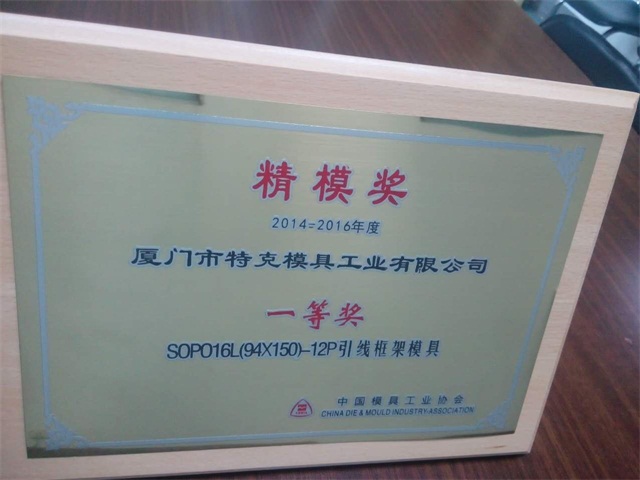 精模奖
2014=2016年度
厦门市特克模具工业有限公司
一等奖
SOP016L(94X150)-12P引线框架模具
中国模具工业协会
CHINA DIE & MOULD INDUSTRY ASSOCIATION